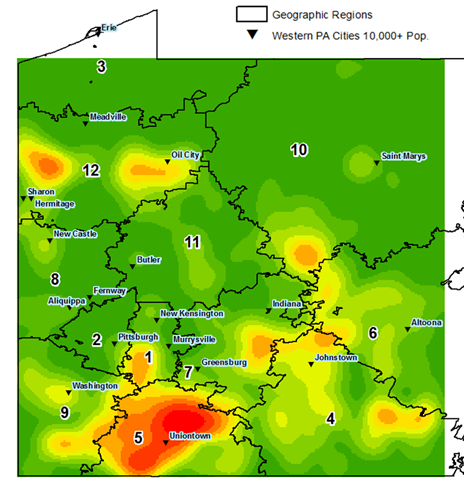 Geographic Regions
Western PA Cities 10,000+ Pop.
Erie
3
Meadville
12
Oil City
10
Saint Marys
Sharon
Hermitage
New Castle
11
Butler
8
Fernway
Aliquippa
New Kensington
Indiana
6
Altoona
2
Pittsburgh
Murrysville
1
7
Greensburg
Johnstown
Washington
9
4
5
Uniontown